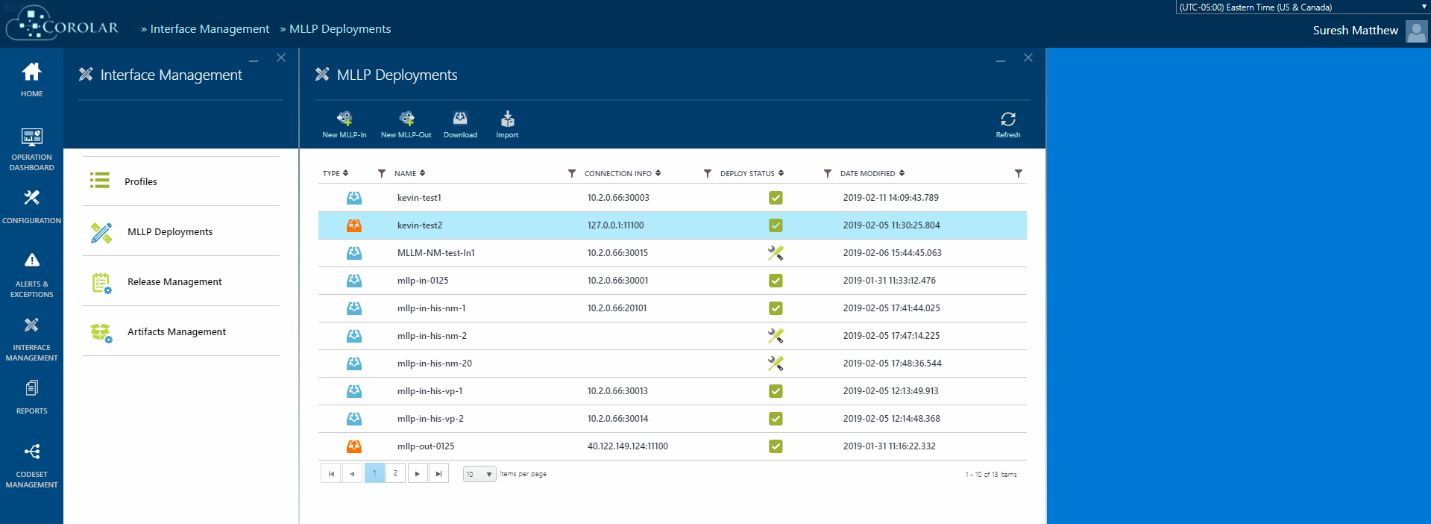 COROLAR
» Interface Management » MLLP Deployments
(UTC-05:00) Eastern Time (US & Canada)
Suresh Matthew
HOME
OPERATION
DASHBOARD
CONFIGURATION
ALERTS &
EXCEPTIONS
INTERFACE
MANAGEMENT
REPORTS
CODESET
MANAGEMENT
Interface Management
Profiles
MLLP Deployments
Release Management
Artifacts Management
MLLP Deployments
New MLLP-In New MLLP-Out Download Import Refresh
TYPE NAME CONNECTION INFO DEPLOY STATUS DATE MODIFIED
kevin-test1 10.2.0.66:30003 2019-02-11 14:09:43.789
kevin-test2 127.0.0.1:11100 2019-02-05 11:30:25.804
MLLM-NM-test-In1 10.2.0.66:30015 2019-02-06 15:44:45.063
mllp-in-0125 10.2.0.66:30001 2019-01-31 11:33:12.476
mllp-in-his-nm-1 10.2.0.66:20101 2019-02-05 17:41:44.025
mllp-in-his-nm-2 2019-02-05 17:47:14.225
mllp-in-his-nm-20 2019-02-05 17:48:36.544
mllp-in-his-vp-1 10.2.0.66:30013 2019-02-05 12:13:49.913
mllp-in-his-vp-2 10.2.0.66:30014 2019-02-05 12:14:48.368
mllp-out-0125 40.122.149.124:11100 2019-01-31 11:16:22.332
1 2 10 items per page 1 - 10 of 13 items